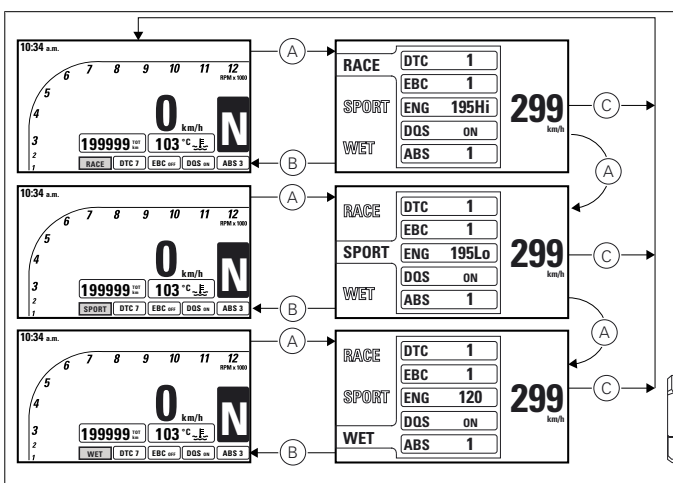 10:34 a.m.
6 7 8 9 10 11 12
RPM x 1000
5
4
3
2
1
0 km/h
N
199999 TOT km 103 °C
RACE DTC 7 EBC OFF DQS ON ABS 3
A
B
RACE
SPORT
WET
DTC 1
EBC 1
ENG 195Hi
DQS ON
ABS 1
299
km/h
C
A
10:34 a.m.
6 7 8 9 10 11 12
RPM x 1000
5
4
3
2
1
0 km/h
N
199999 TOT km 103 °C
SPORT DTC 7 EBC OFF DQS ON ABS 3
A
B
RACE
SPORT
WET
DTC 1
EBC 1
ENG 195Lo
DQS ON
ABS 1
299
km/h
C
A
10:34 a.m.
6 7 8 9 10 11 12
RPM x 1000
5
4
3
2
1
0 km/h
N
199999 TOT km 103 °C
WET DTC 7 EBC OFF DQS ON ABS 3
A
B
RACE
SPORT
WET
DTC 1
EBC 1
ENG 120
DQS ON
ABS 1
299
km/h
C